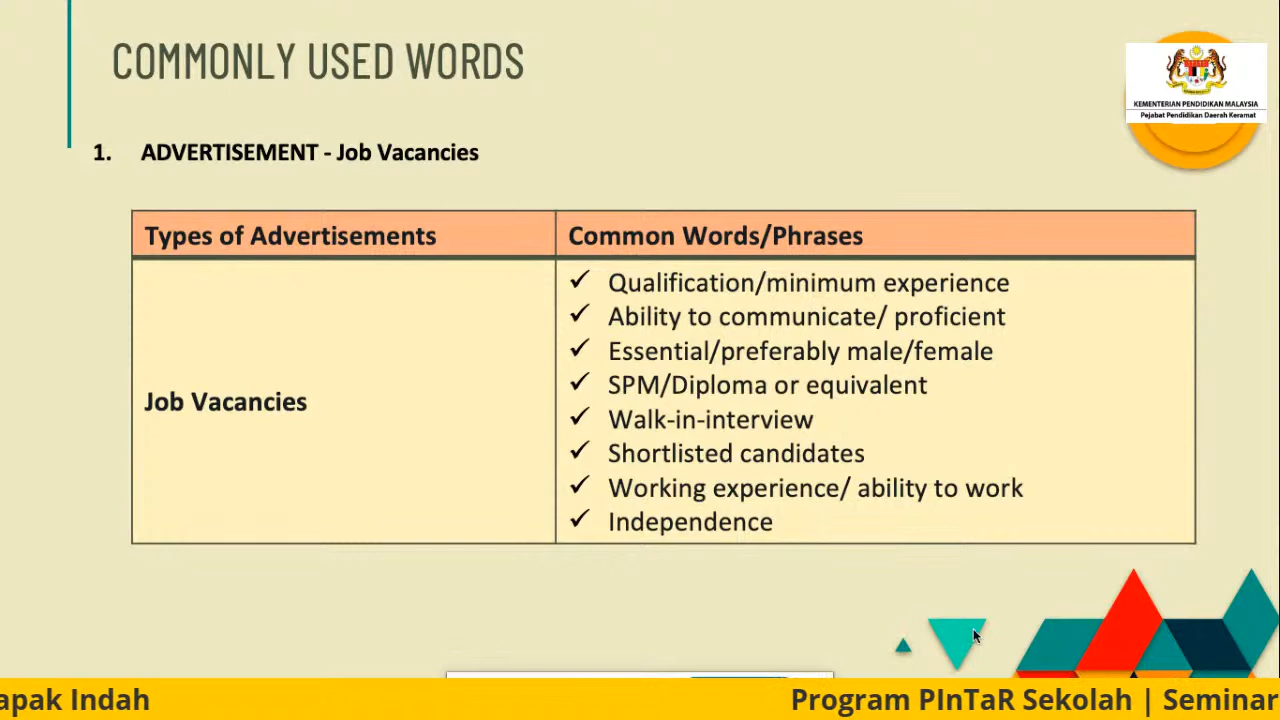 COMMONLY USED WORDS
KEMENTERIAN PENDIDIKAN MALAYSIA
Pejabat Pendidikan Daerah Keramat
1. ADVERTISEMENT - Job Vacancies
Types of Advertisements
Common Words/Phrases
Job Vacancies
✓ Qualification/minimum experience
✓ Ability to communicate/ proficient
✓ Essential/preferably male/female
✓ SPM/Diploma or equivalent
✓ Walk-in-interview
✓ Shortlisted candidates
✓ Working experience/ ability to work
✓ Independence
apak Indah
Program PInTaR Sekolah | Seminar